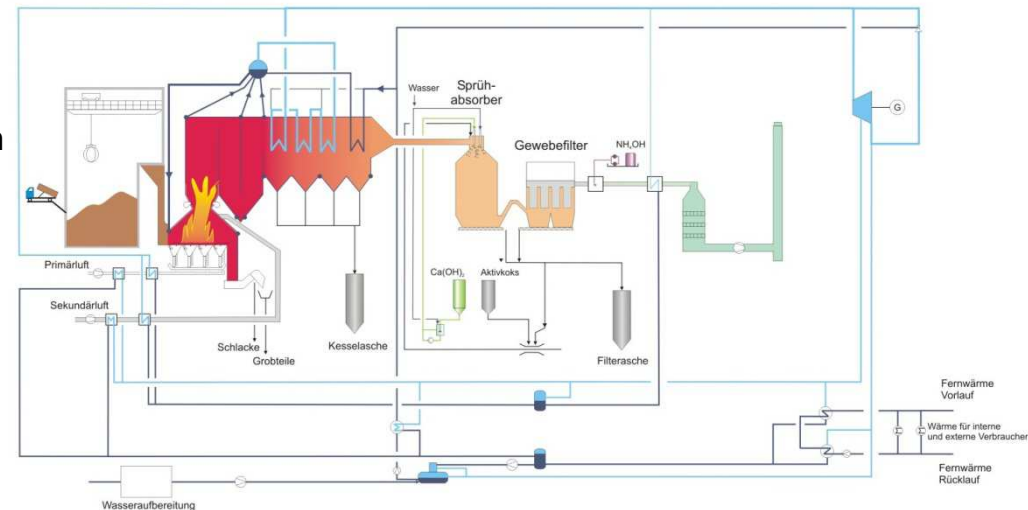 n
Wasser
Sprüh-
absorber
G
Gewebefilter
NH₄OH
Primärluft
M
Sekundärluft
M
Ca(OH)₂
Aktivkoks
Schlacke
Grobteile
Kesselasche
Filterasche
Fernwärme
Vorlauf
Wärme für interne
und externe Verbraucher
Fernwärme
Rücklauf
Wasseraufbereitung